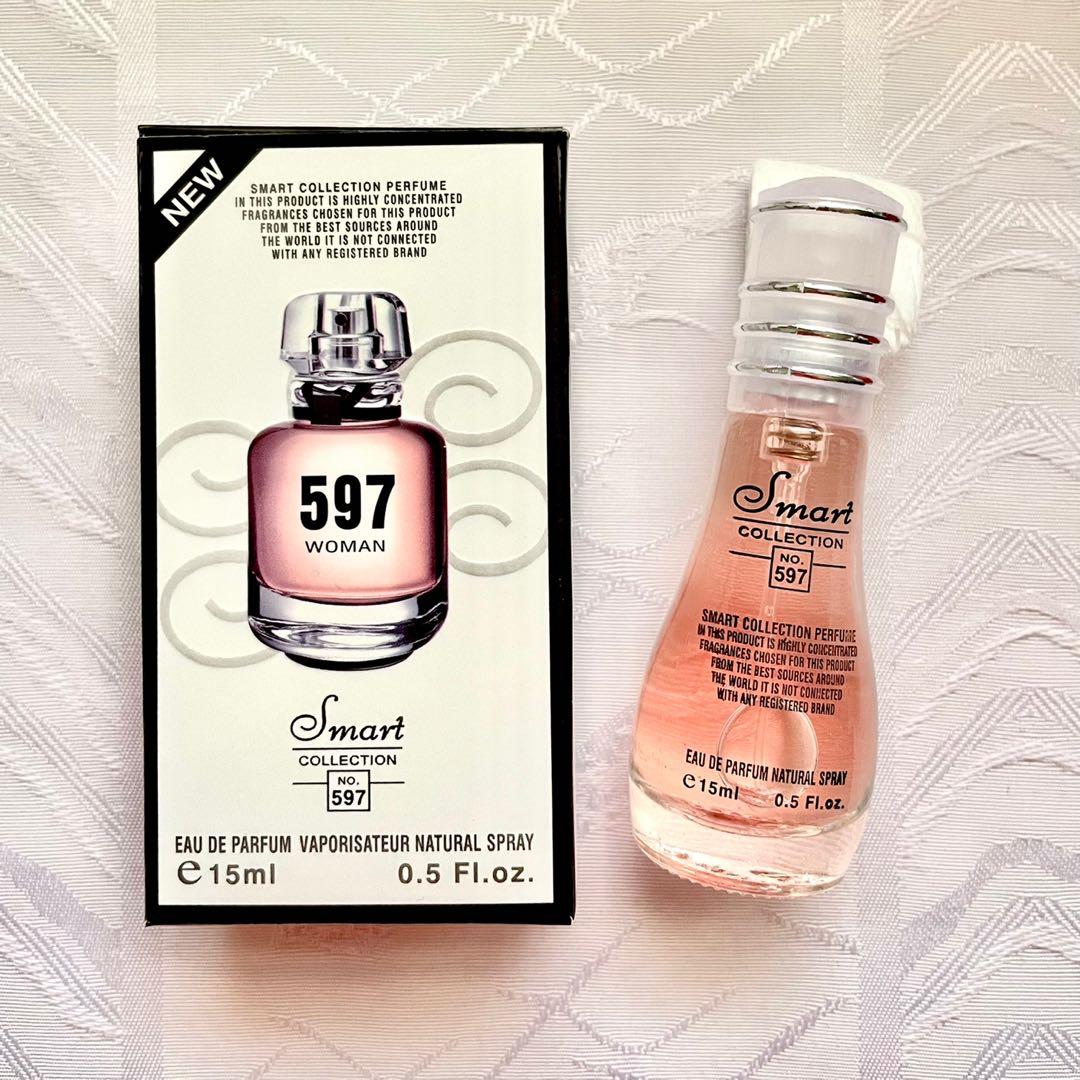 NEW
SMART COLLECTION PERFUME
IN THIS PRODUCT IS HIGHLY CONCENTRATED
FRAGRANCES CHOSEN FOR THIS PRODUCT
FROM THE BEST SOURCES AROUND
THE WORLD IT IS NOT CONNECTED
WITH ANY REGISTERED BRAND
597
WOMAN
Smart
COLLECTION
NO.
597
EAU DE PARFUM VAPORISATEUR NATURAL SPRAY
℮15ml 0.5 Fl.oz.
Smart
COLLECTION
NO.
597
SMART COLLECTION PERFUME
IN THIS PRODUCT IS HIGHLY CONCENTRATED
FRAGRANCES CHOSEN FOR THIS PRODUCT
FROM THE BEST SOURCES AROUND
THE WORLD IT IS NOT CONNECTED
WITH ANY REGISTERED BRAND
EAU DE PARFUM NATURAL SPRAY
℮15ml 0.5 Fl.oz.